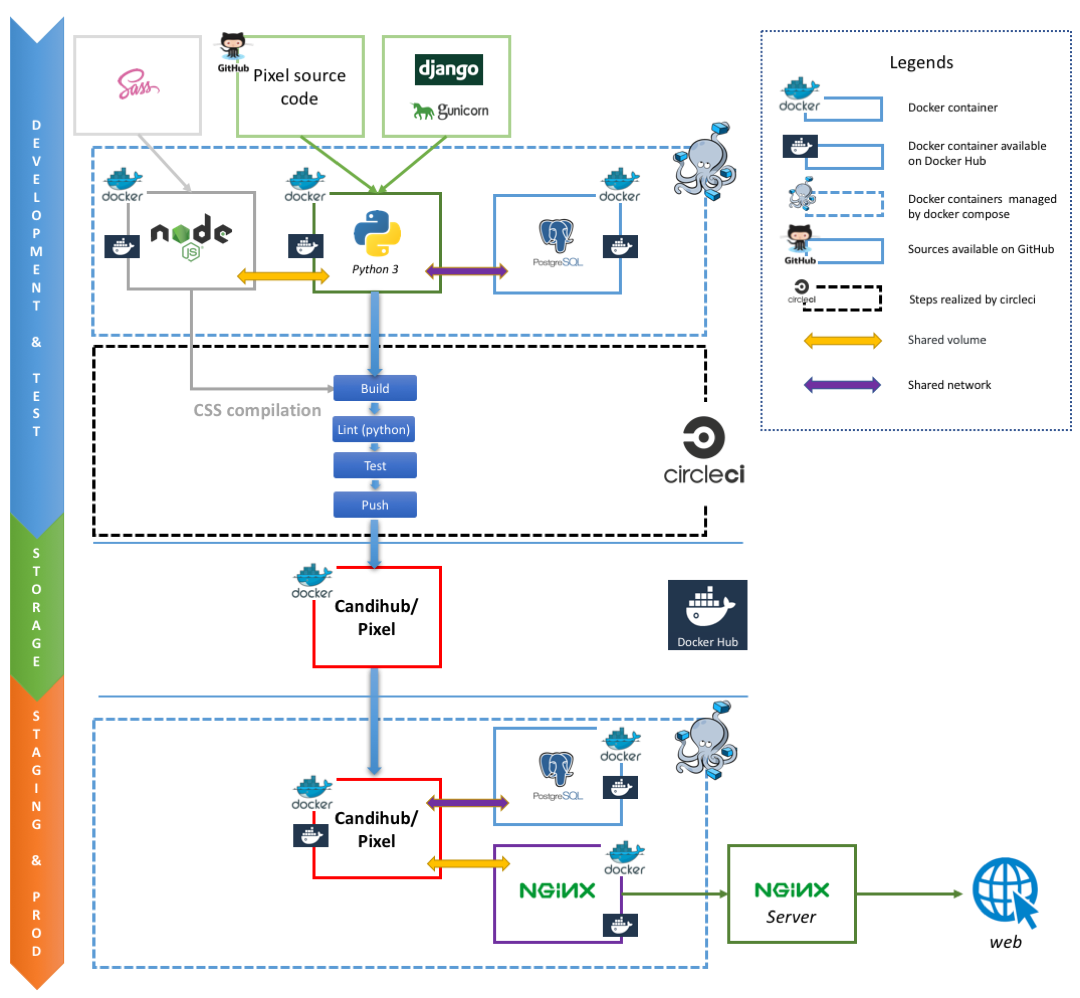 DEVELOPMENT & TEST
STORAGE
STAGING & PROD
Sass
GitHub
Pixel source
code
django
gunicorn
docker
node
JS
docker
Python 3
docker
PostgreSQL
CSS compilation
Build
Lint (python)
Test
Push
circleci
docker
Candihub/
Pixel
Docker Hub
docker
Candihub/
Pixel
docker
PostgreSQL
docker
NGINX
NGINX
Server
web
Legends
docker
Docker container
Docker container available
on Docker Hub
Docker containers managed
by docker compose
GitHub
Sources available on GitHub
circleci
Steps realized by circleci
Shared volume
Shared network